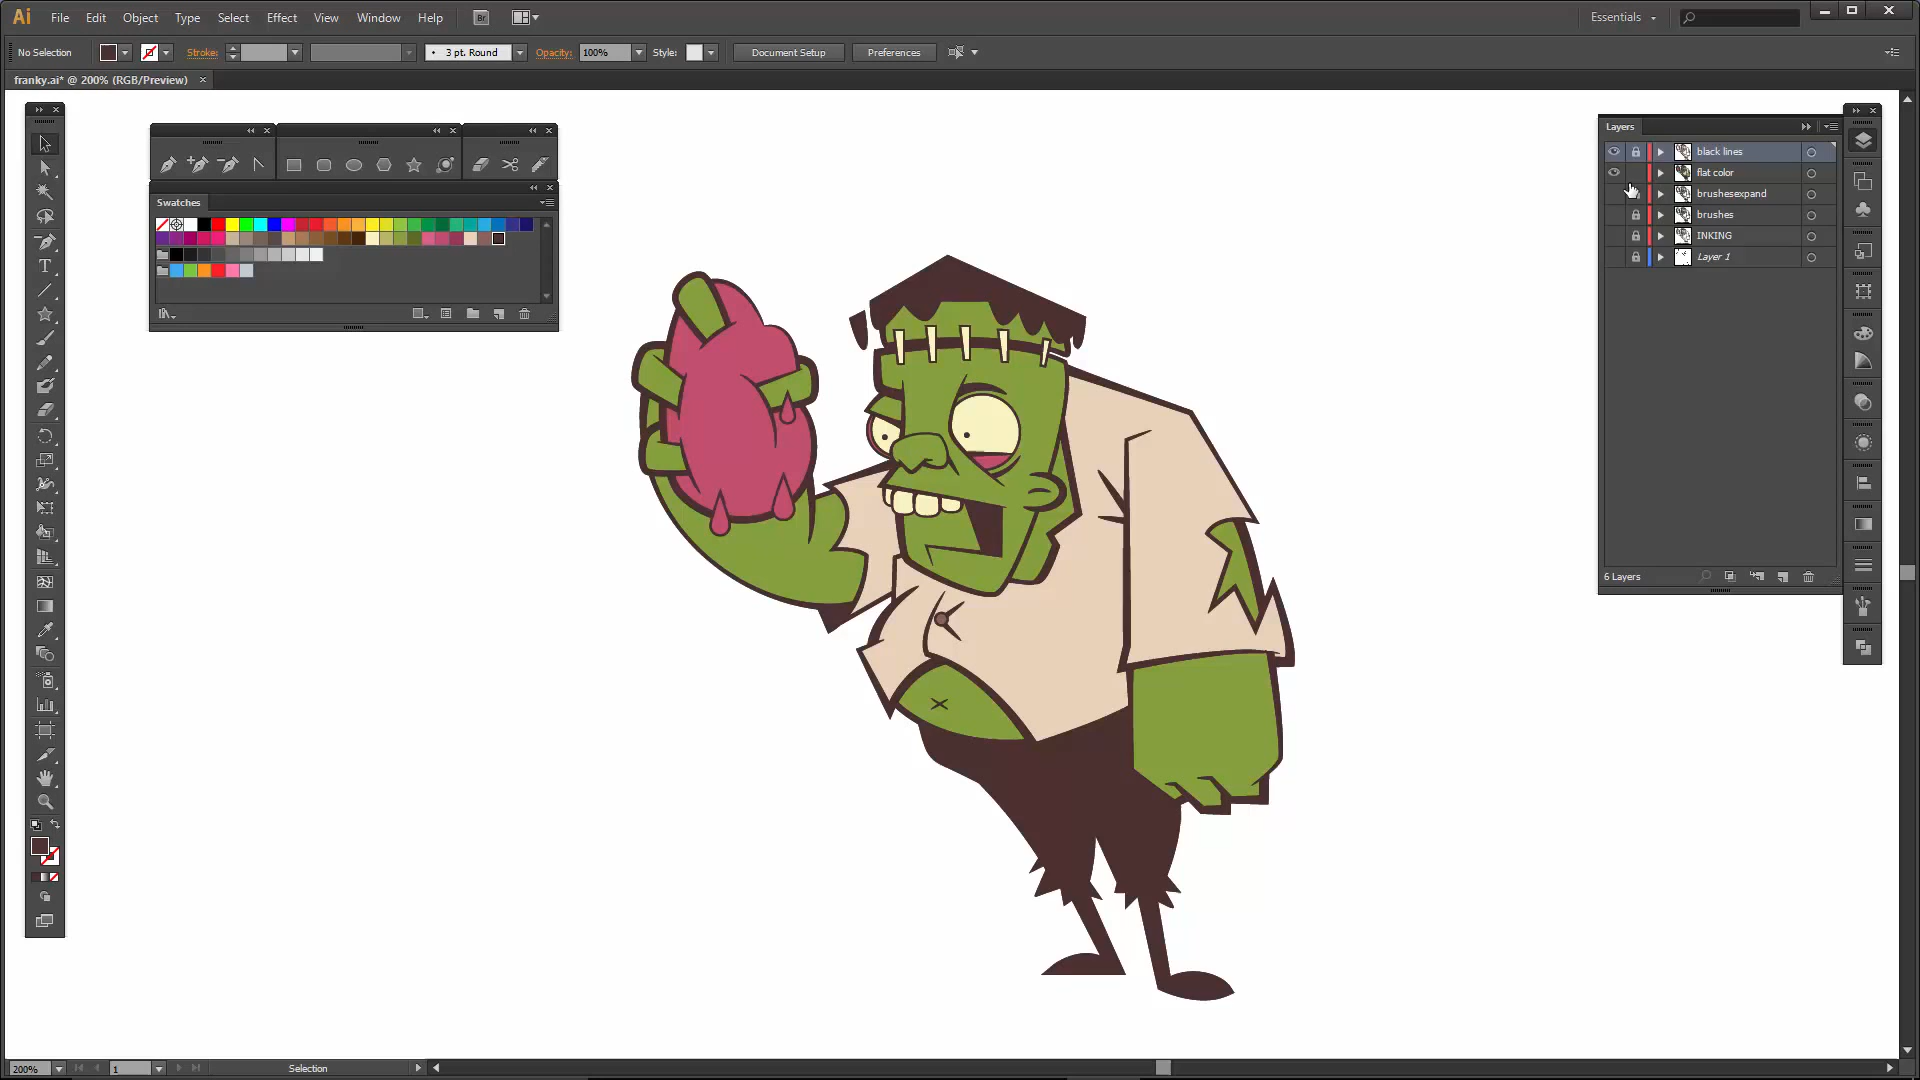 Ai File Edit Object Type Select Effect View Window Help Br Essentials
No Selection Stroke: 3 pt. Round Opacity: 100% Style: Document Setup Preferences
franky.ai* @ 200% (RGB/Preview)
Swatches
Layers
black lines
flat color
brushesexpand
brushes
INKING
Layer 1
6 Layers
200% 1 Selection